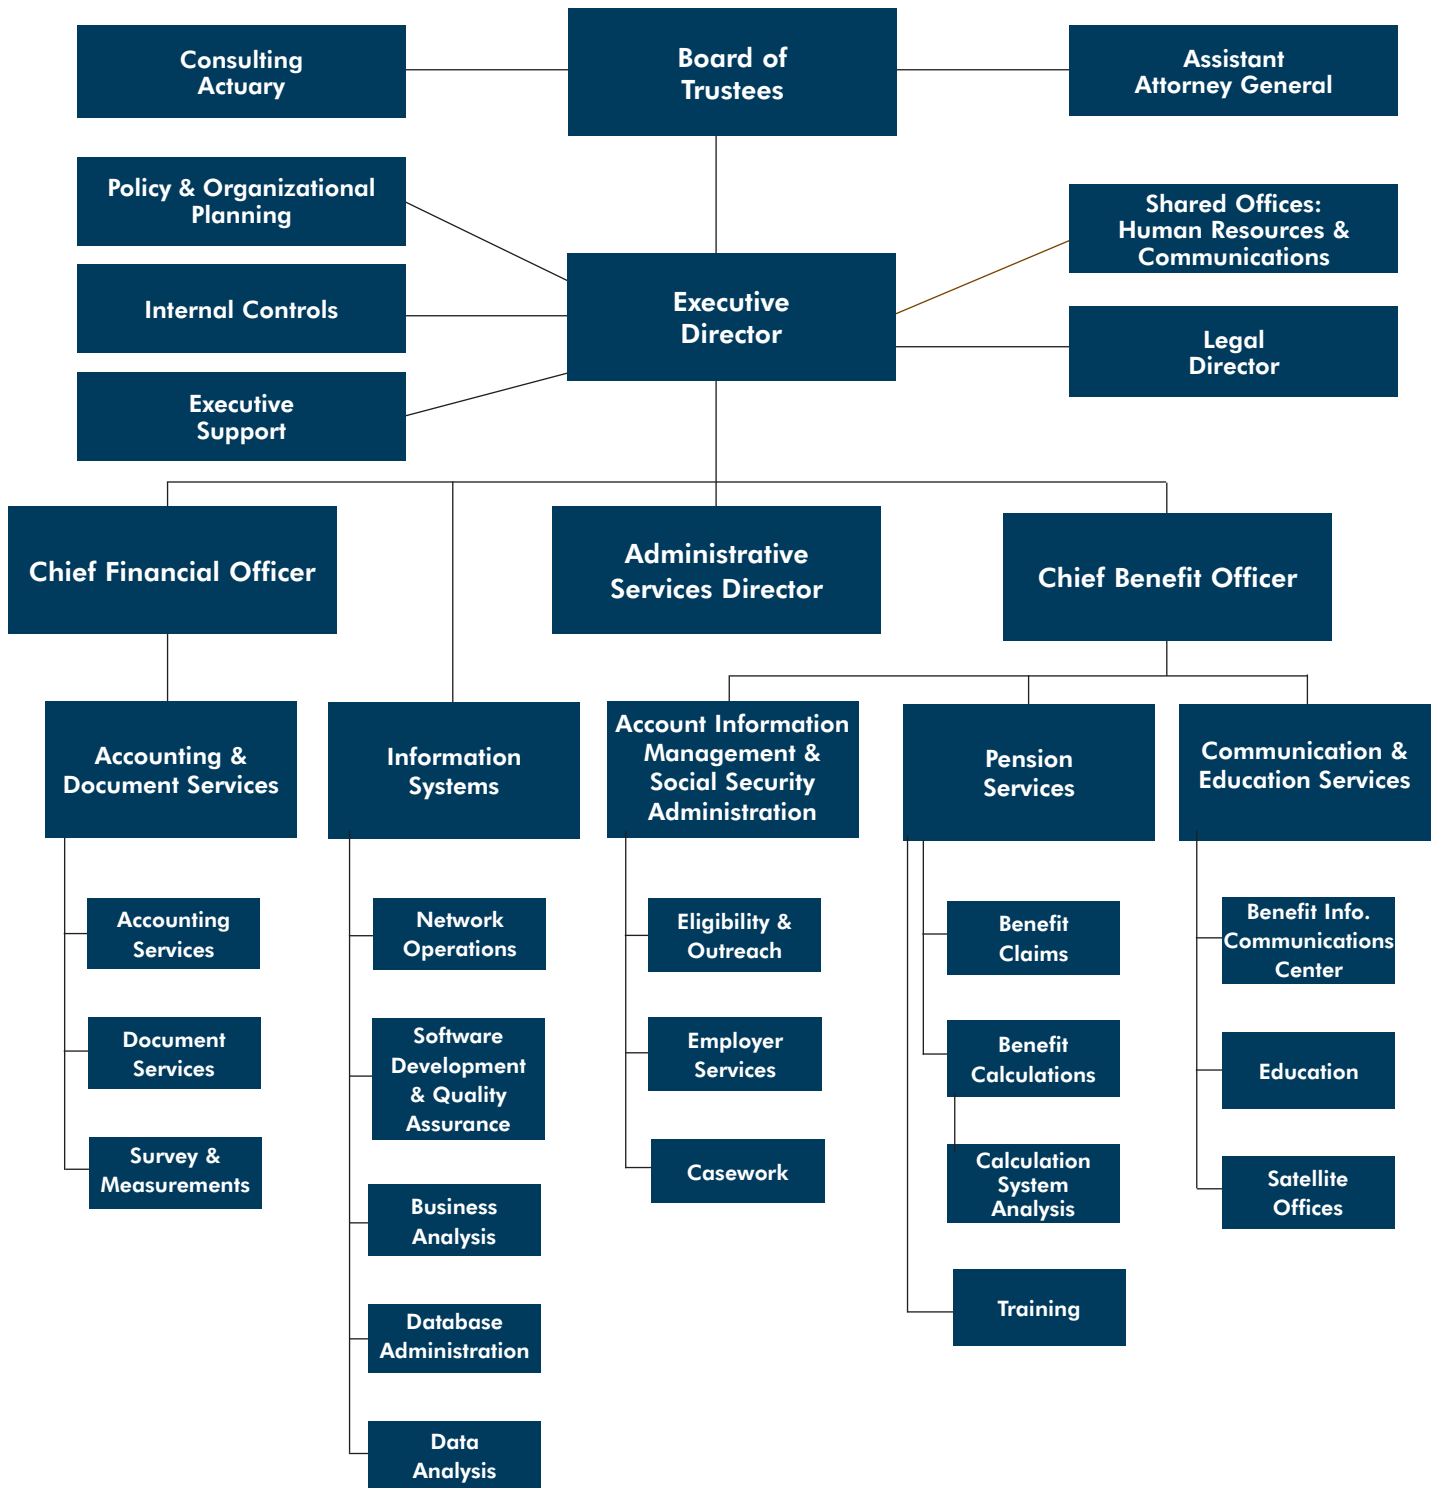 Consulting
Actuary
Board of
Trustees
Assistant
Attorney General
Policy & Organizational
Planning
Shared Offices:
Human Resources &
Communications
Internal Controls
Executive
Director
Legal
Director
Executive
Support
Chief Financial Officer
Administrative
Services Director
Chief Benefit Officer
Accounting &
Document Services
Information
Systems
Account Information
Management &
Social Security
Administration
Pension
Services
Communication &
Education Services
Accounting
Services
Document
Services
Survey &
Measurements
Network
Operations
Software
Development
& Quality
Assurance
Business
Analysis
Database
Administration
Data
Analysis
Eligibility &
Outreach
Employer
Services
Casework
Benefit
Claims
Benefit
Calculations
Calculation
System
Analysis
Training
Benefit Info.
Communications
Center
Education
Satellite
Offices